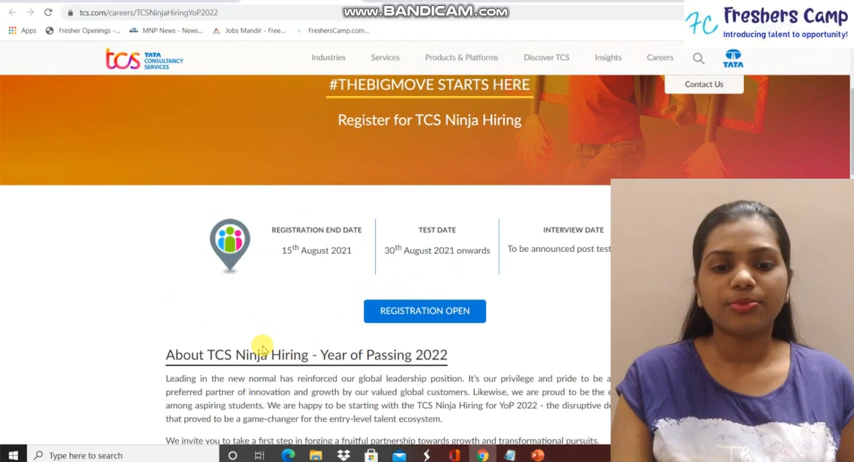 tcs.com/careers/TCSNinjaHiringYoP2022
www.BANDICAM.com
Freshers Camp
Introducing talent to opportunity!
Apps
Fresher Openings -...
MNP News - News...
Jobs Mandir - Free...
FreshersCamp.com...
tcs TATA CONSULTANCY SERVICES
Industries
Services
Products & Platforms
Discover TCS
Insights
Careers
TATA
Contact Us
#THEBIGMOVE STARTS HERE
Register for TCS Ninja Hiring
REGISTRATION END DATE
TEST DATE
INTERVIEW DATE
15th August 2021
30th August 2021 onwards
To be announced post test
REGISTRATION OPEN
About TCS Ninja Hiring - Year of Passing 2022
Leading in the new normal has reinforced our global leadership position. It's our privilege and pride to be a
preferred partner of innovation and growth by our valued global customers. Likewise, we are proud to be the e
among aspiring students. We are happy to be starting with the TCS Ninja Hiring for YoP 2022 - the disruptive de
that proved to be a game-changer for the entry-level talent ecosystem.
We invite you to take a first step in forging a fruitful partnership towards growth and transformational pursuits.
Type here to search